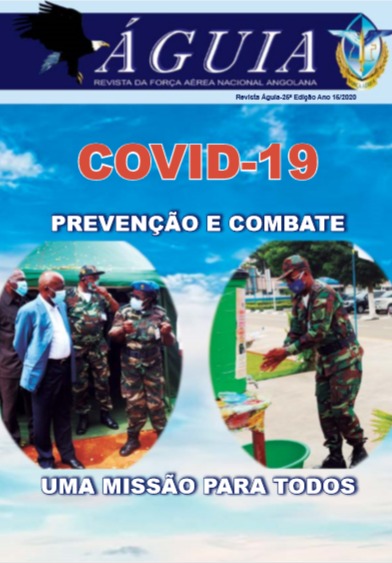 ÁGUIA
REVISTA DA FORÇA AÉREA NACIONAL ANGOLANA
Revista Águia-26ª Edição Ano 16/2020
COVID-19
PREVENÇÃO E COMBATE
UMA MISSÃO PARA TODOS